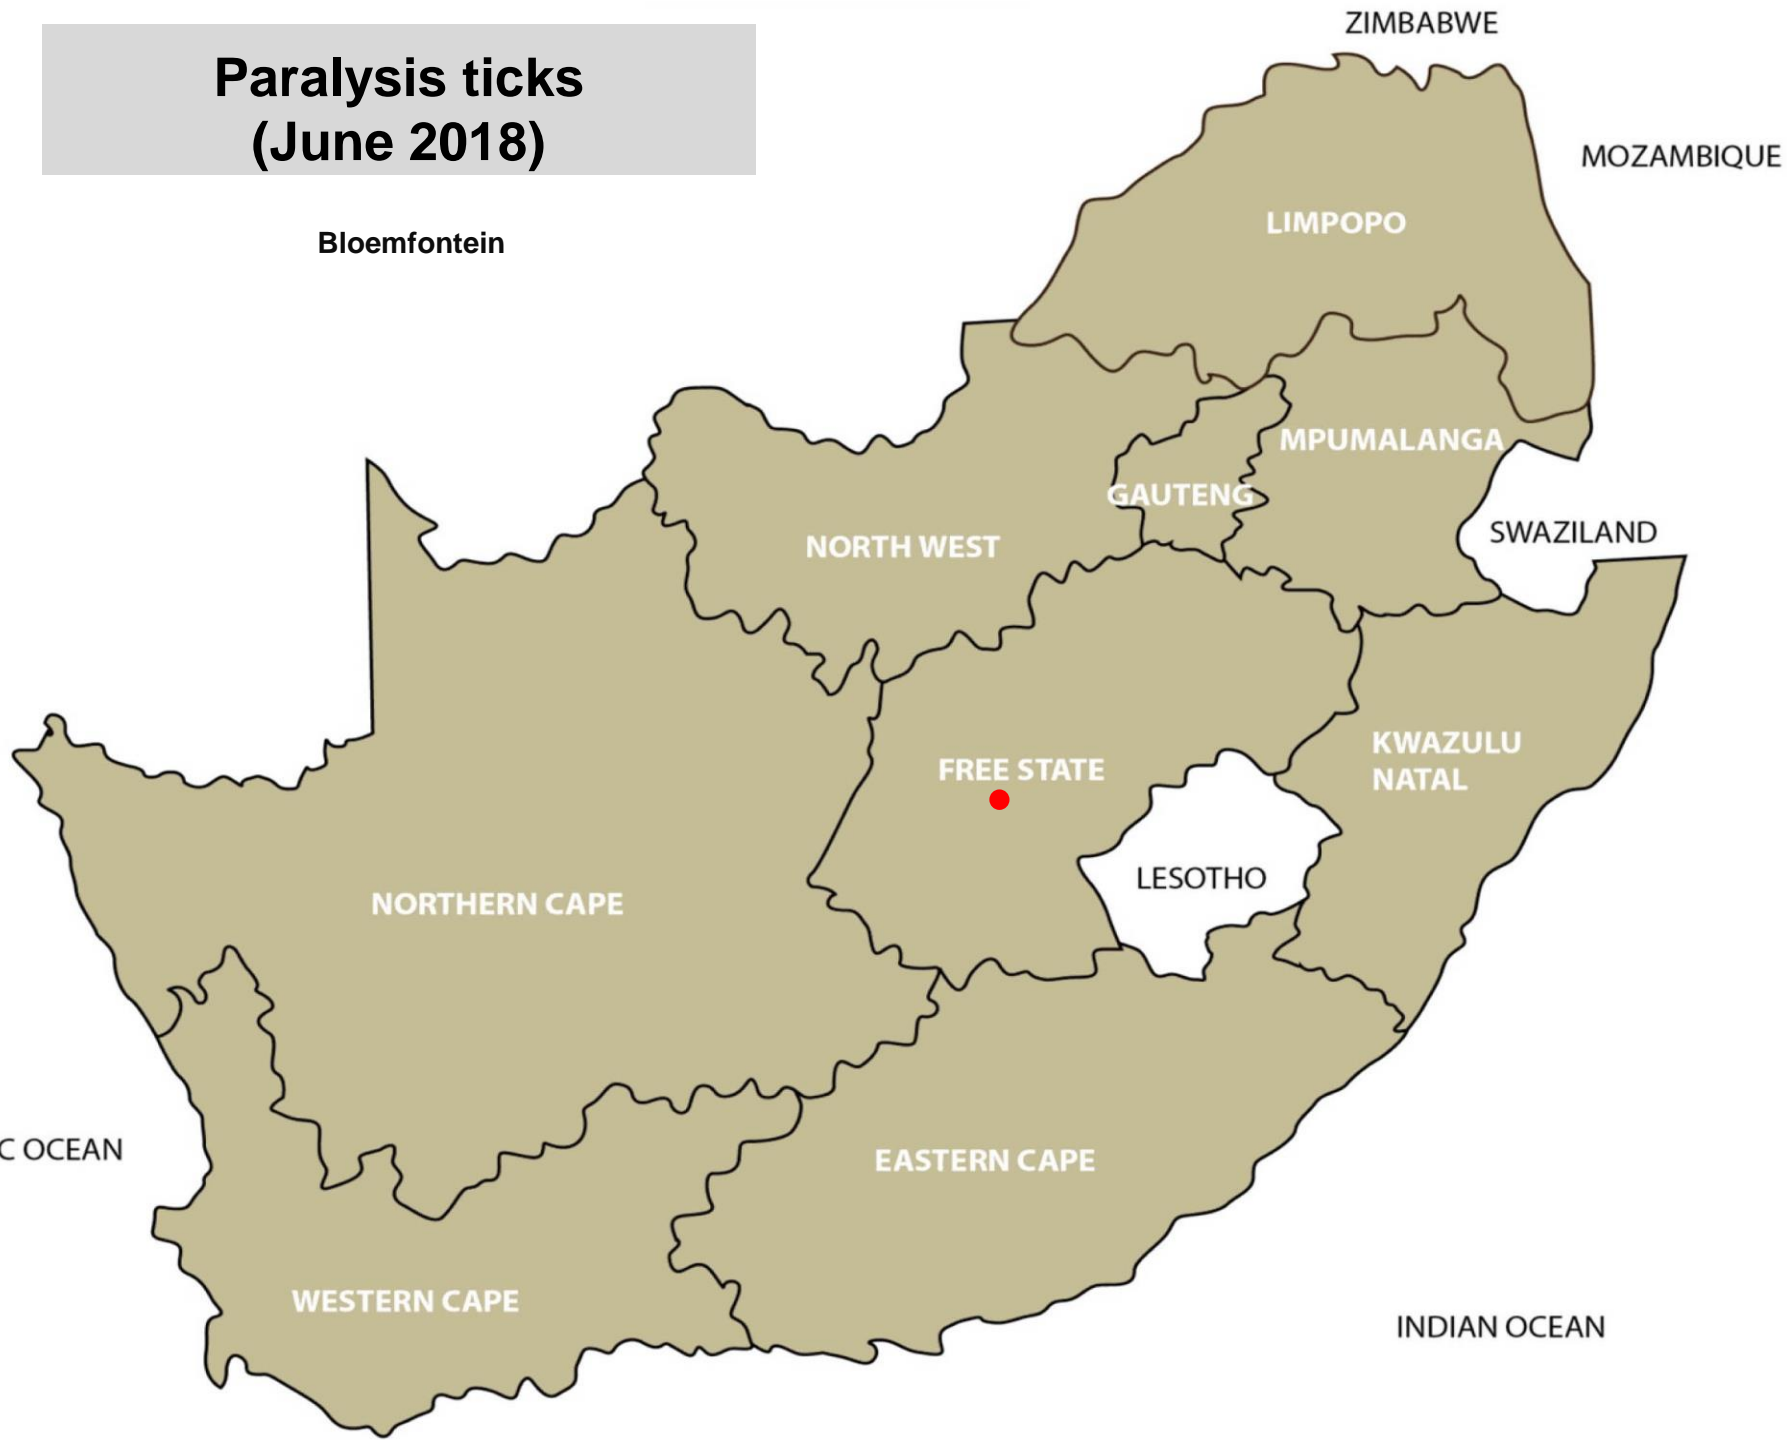 Paralysis ticks
(June 2018)
Bloemfontein
ZIMBABWE
MOZAMBIQUE
LIMPOPO
MPUMALANGA
GAUTENG
SWAZILAND
NORTH WEST
KWAZULU
NATAL
FREE STATE
LESOTHO
NORTHERN CAPE
C OCEAN
EASTERN CAPE
WESTERN CAPE
INDIAN OCEAN